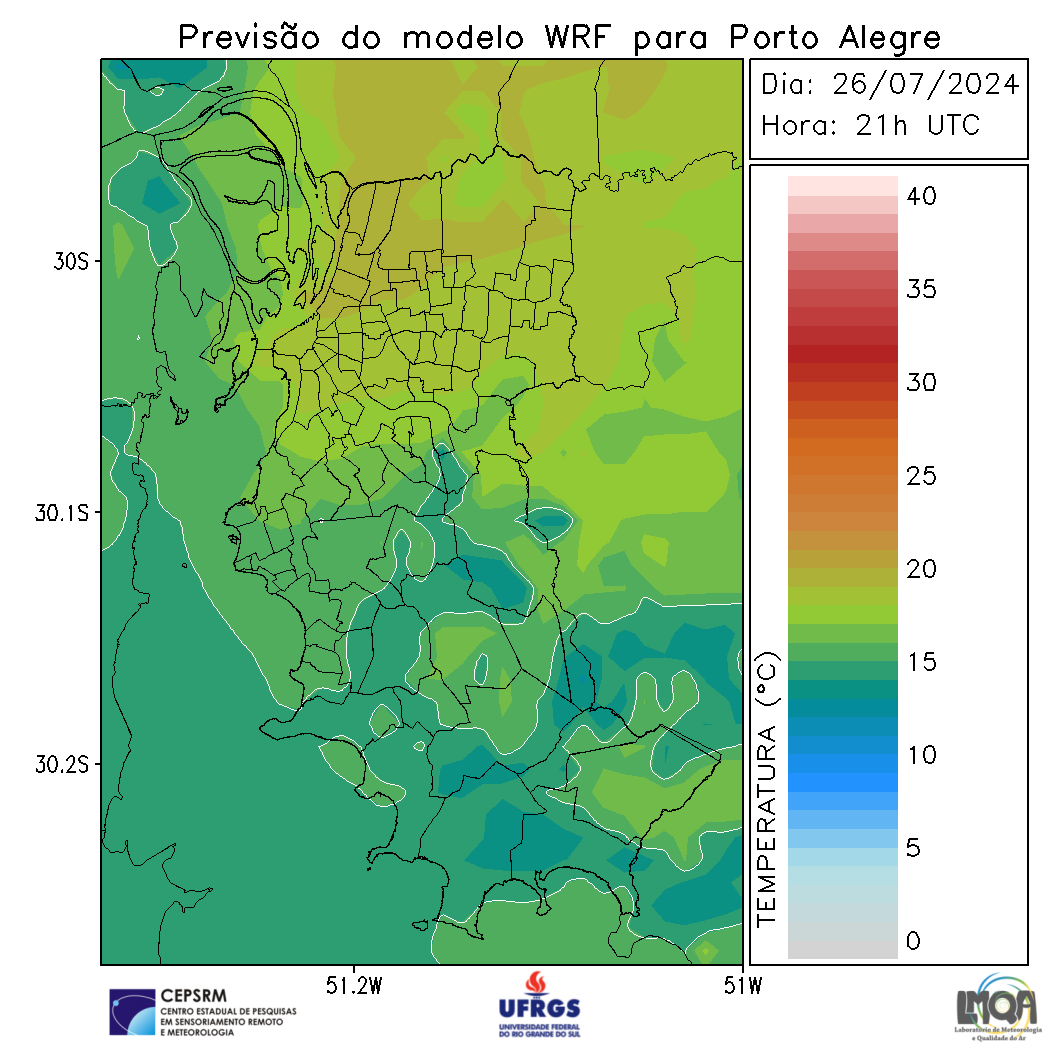 Previsão do modelo WRF para Porto Alegre
Dia: 26/07/2024
Hora: 21h UTC
40
35
30
25
20
15
10
5
0
TEMPERATURA (°C)
30S
30.1S
30.2S
51.2W
51W
CEPSRM
CENTRO ESTADUAL DE PESQUISAS
EM SENSORIAMENTO REMOTO
E METEOROLOGIA
UFRGS
UNIVERSIDADE FEDERAL
DO RIO GRANDE DO SUL
LMQA
Laboratório de Meteorologia
e Qualidade do Ar